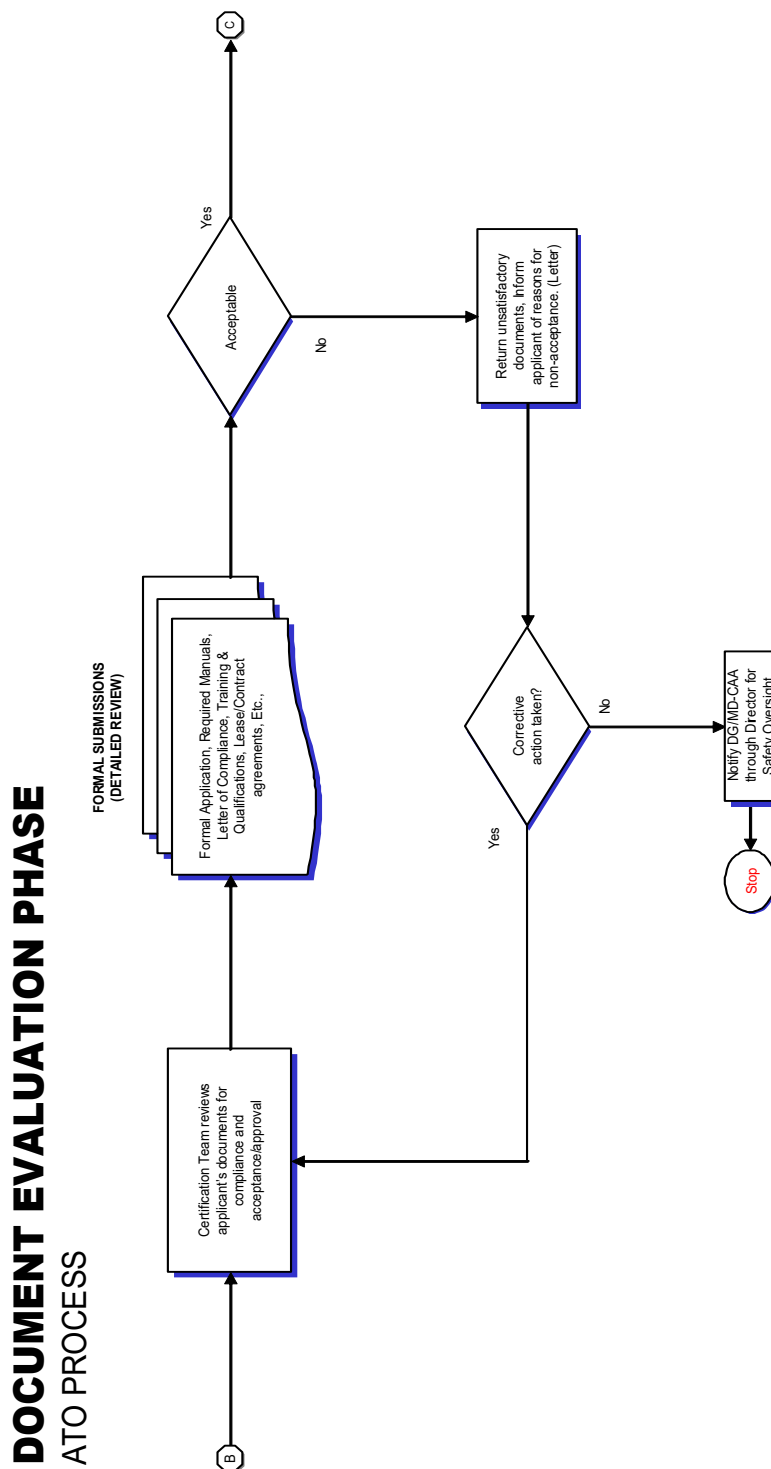 DOCUMENT EVALUATION PHASE
ATO PROCESS
B
Certification Team reviews
applicant's documents for
compliance and
acceptance/approval
FORMAL SUBMISSIONS
(DETAILED REVIEW)
Formal Application, Required Manuals,
Letter of Compliance, Training &
Qualifications, Lease/Contract
agreements, Etc.,
Acceptable
Yes
C
No
Return unsatisfactory
documents, Inform
applicant of reasons for
non-acceptance. (Letter)
Corrective
action taken?
Yes
No
Notify DG/MD-CAA
through Director for
Safety Oversight
Stop